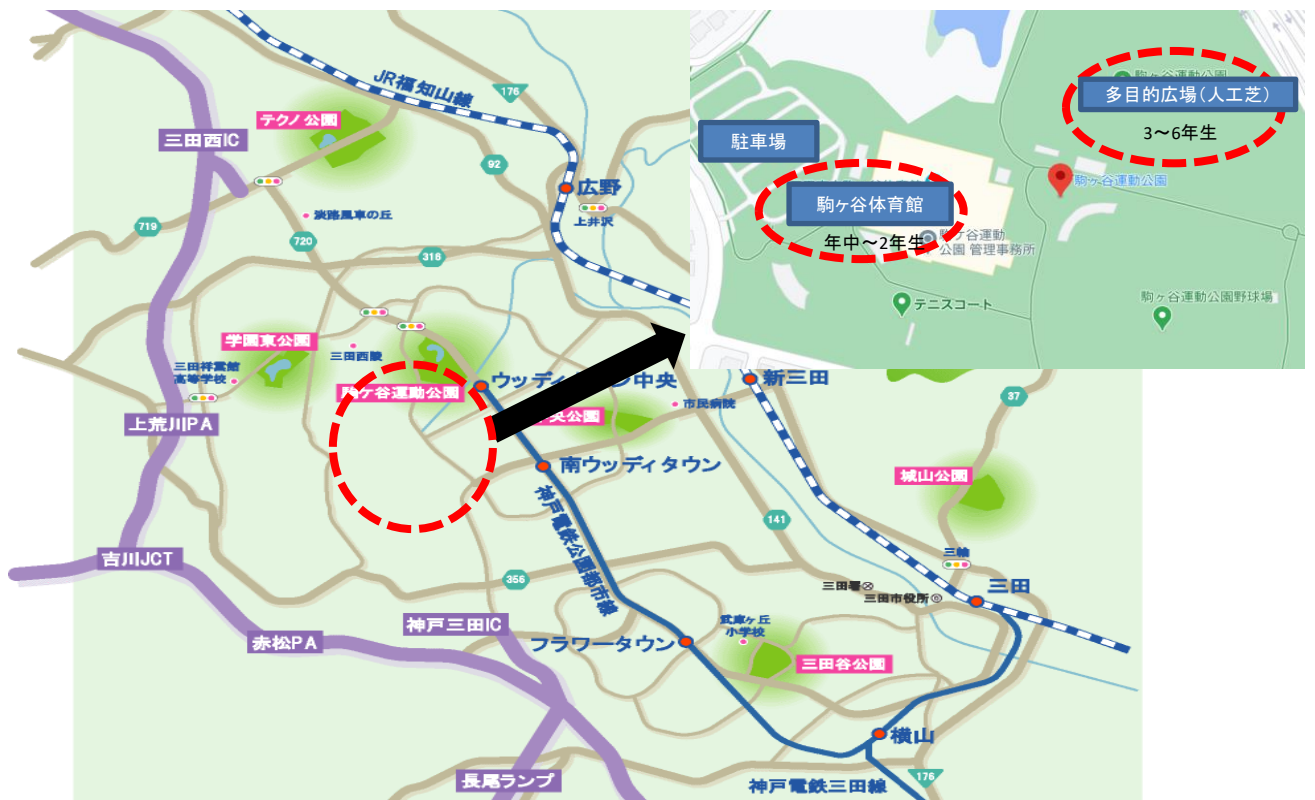 JR福知山線
176
テクノ公園
三田西IC
92
広野
上井沢
淡路風車の丘
719
720
316
学園東公園
三田西陵
三田祥雲館
高等学校
駒ヶ谷運動公園
ウッディタウン中央
央公園
市民病院
新三田
37
上荒川PA
南ウッディタウン
城山公園
神戸電鉄公園都市線
141
吉川JCT
356
三輪
三田署
三田市役所
三田
神戸三田IC
赤松PA
フラワータウン
武庫ヶ丘
小学校
三田谷公園
横山
長尾ランプ
神戸電鉄三田線
176
駒ヶ谷運動公園
多目的広場(人工芝)
3～6年生
駐車場
駒ヶ谷運動公園
駒ヶ谷体育館
年中～2年生
駒ヶ谷運動
公園 管理事務所
テニスコート
駒ヶ谷運動公園野球場